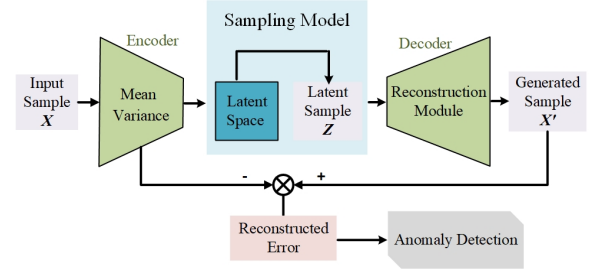 Sampling Model
Encoder
Decoder
Input
Sample
X
Mean
Variance
Latent
Space
Latent
Sample
Z
Reconstruction
Module
Generated
Sample
X'
-
+
Reconstructed
Error
Anomaly Detection